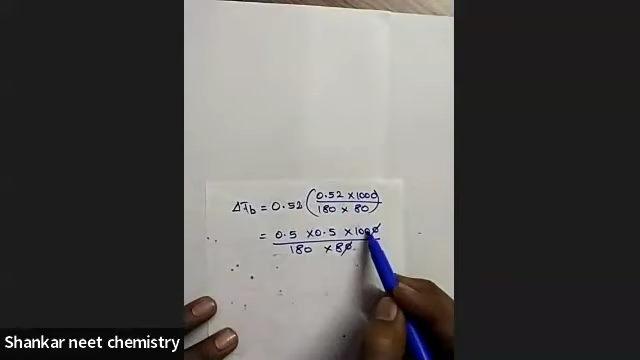 ΔTb = 0.52 (0.52 × 1000 / 180 × 80)
= 0.5 × 0.5 × 1000 / 180 × 80
Shankar neet chemistry